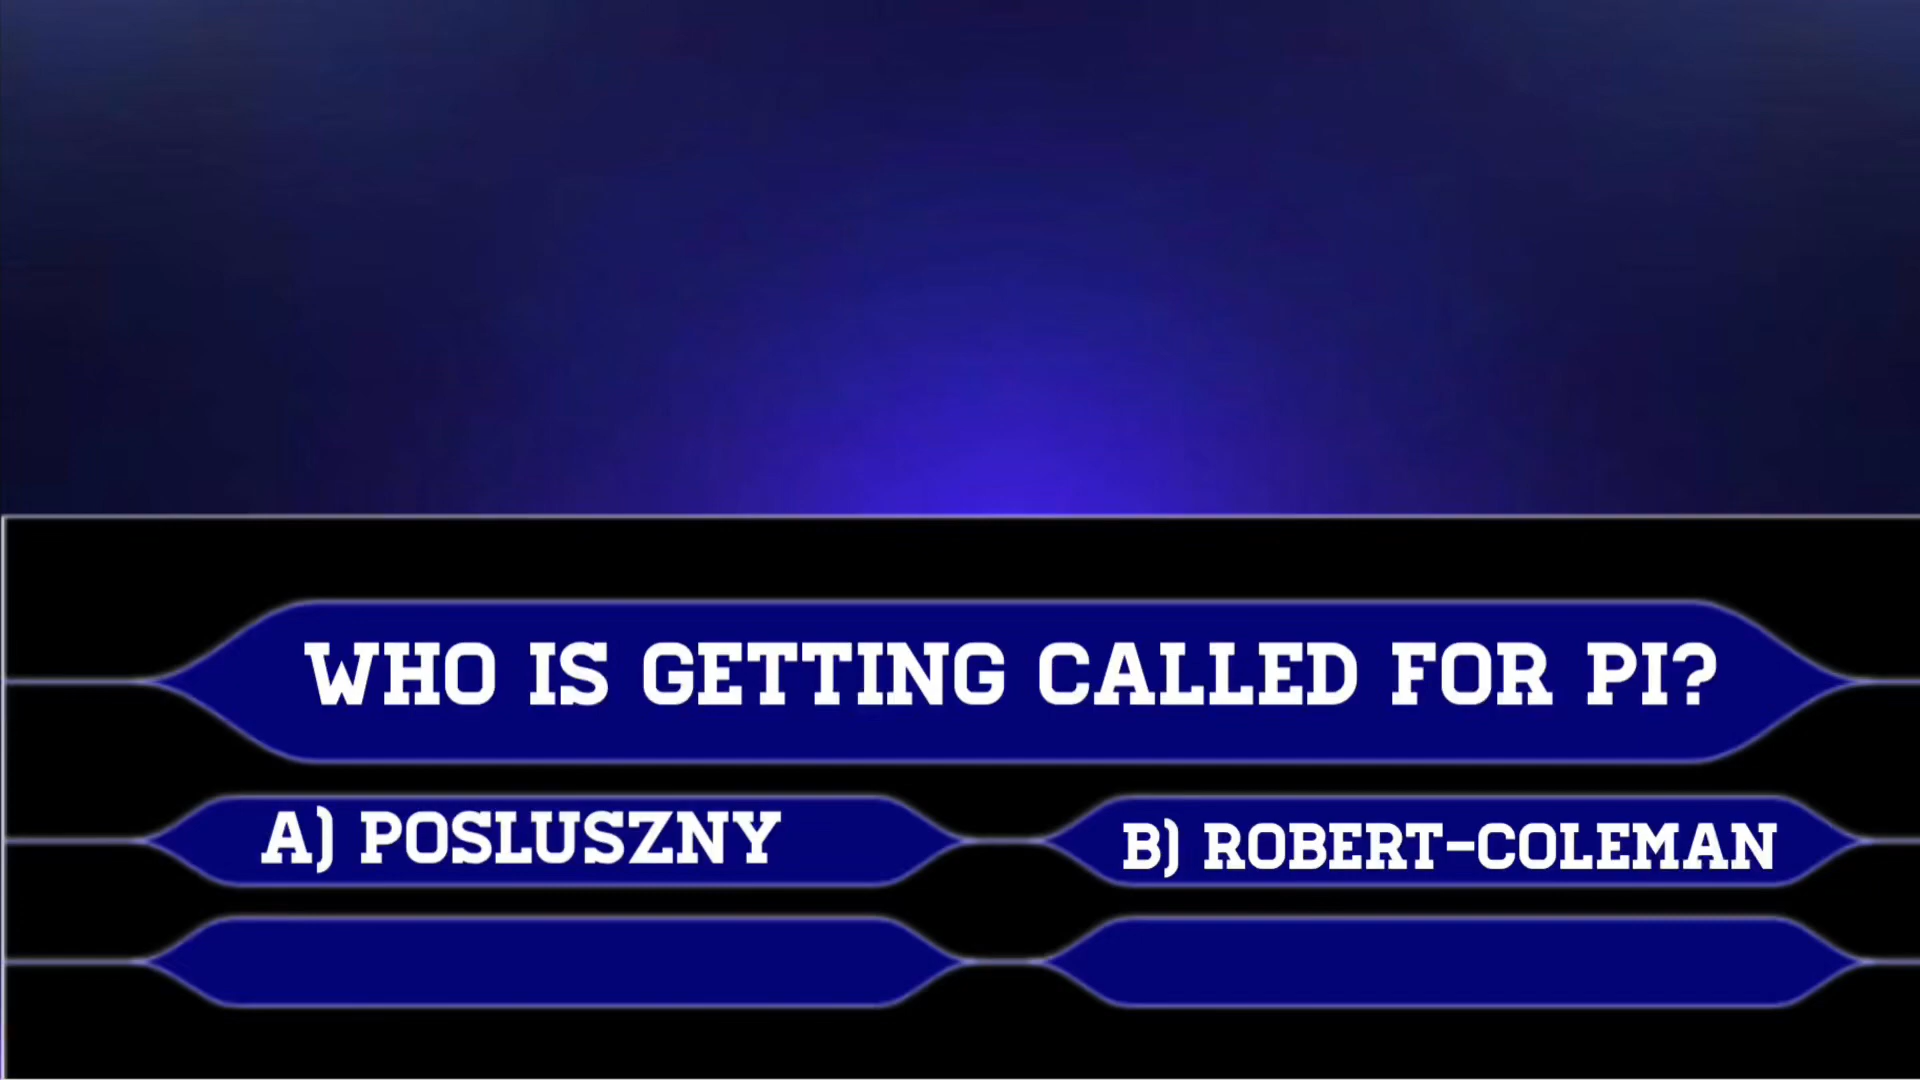 WHO IS GETTING CALLED FOR PI?
A) POSLUSZNY
B) ROBERT-COLEMAN